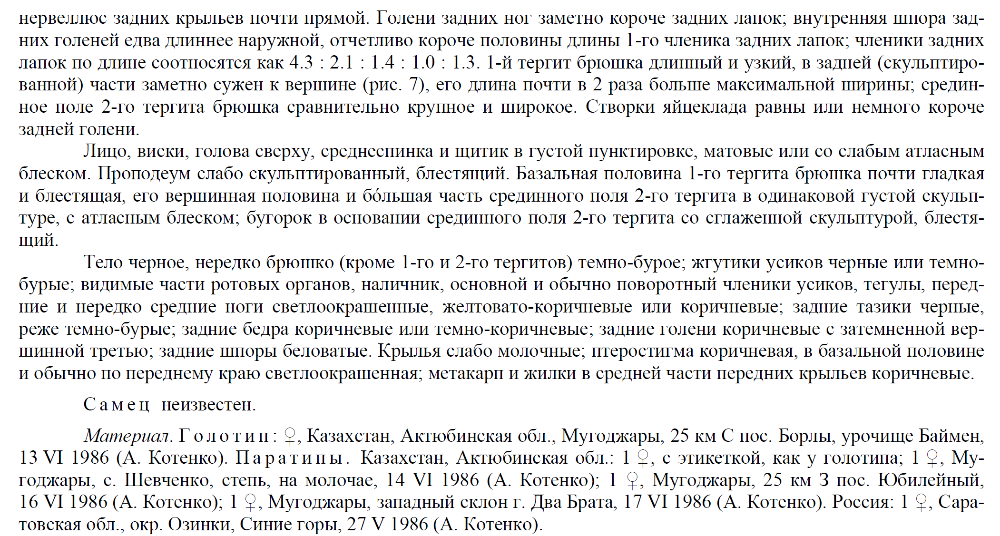 нервеллюс задних крыльев почти прямой. Голени задних ног заметно короче задних лапок; внутренняя шпора зад-
них голеней едва длиннее наружной, отчетливо короче половины длины 1-го членика задних лапок; членики задних
лапок по длине соотносятся как 4.3 : 2.1 : 1.4 : 1.0 : 1.3. 1-й тергит брюшка длинный и узкий, в задней (скульптиро-
ванной) части заметно сужен к вершине (рис. 7), его длина почти в 2 раза больше максимальной ширины; средин-
ное поле 2-го тергита брюшка сравнительно крупное и широкое. Створки яйцеклада равны или немного короче
задней голени.
Лицо, виски, голова сверху, среднеспинка и щитик в густой пунктировке, матовые или со слабым атласным
блеском. Проподеум слабо скульптированный, блестящий. Базальная половина 1-го тергита брюшка почти гладкая
и блестящая, его вершинная половина и бо́льшая часть срединного поля 2-го тергита в одинаковой густой скульп-
туре, с атласным блеском; бугорок в основании срединного поля 2-го тергита со сглаженной скульптурой, блестя-
щий.
Тело черное, нередко брюшко (кроме 1-го и 2-го тергитов) темно-бурое; жгутики усиков черные или темно-
бурые; видимые части ротовых органов, наличник, основной и обычно поворотный членики усиков, тегулы, перед-
ние и нередко средние ноги светлоокрашенные, желтовато-коричневые или коричневые; задние тазики черные,
реже темно-бурые; задние бедра коричневые или темно-коричневые; задние голени коричневые с затемненной вер-
шинной третью; задние шпоры беловатые. Крылья слабо молочные; птеростигма коричневая, в базальной половине
и обычно по переднему краю светлоокрашенная; метакарп и жилки в средней части передних крыльев коричневые.
Самец неизвестен.
Материал. Голотип: ♀, Казахстан, Актюбинская обл., Мугоджары, 25 км С пос. Борлы, урочище Баймен,
13 VI 1986 (А. Котенко). Паратипы. Казахстан, Актюбинская обл.: 1 ♀, с этикеткой, как у голотипа; 1 ♀, Му-
годжары, с. Шевченко, степь, на молочае, 14 VI 1986 (А. Котенко); 1 ♀, Мугоджары, 25 км З пос. Юбилейный,
16 VI 1986 (А. Котенко); 1 ♀, Мугоджары, западный склон г. Два Брата, 17 VI 1986 (А. Котенко). Россия: 1 ♀, Сара-
товская обл., окр. Озинки, Синие горы, 27 V 1986 (А. Котенко).